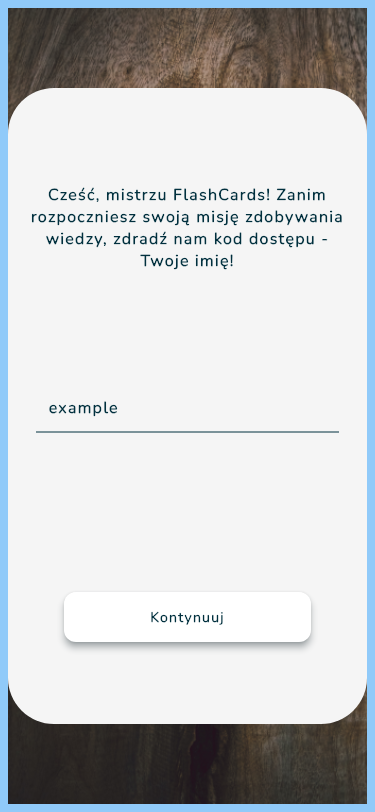 Cześć, mistrzu FlashCards! Zanim
rozpoczniesz swoją misję zdobywania
wiedzy, zdradź nam kod dostępu -
Twoje imię!
example
Kontynuuj